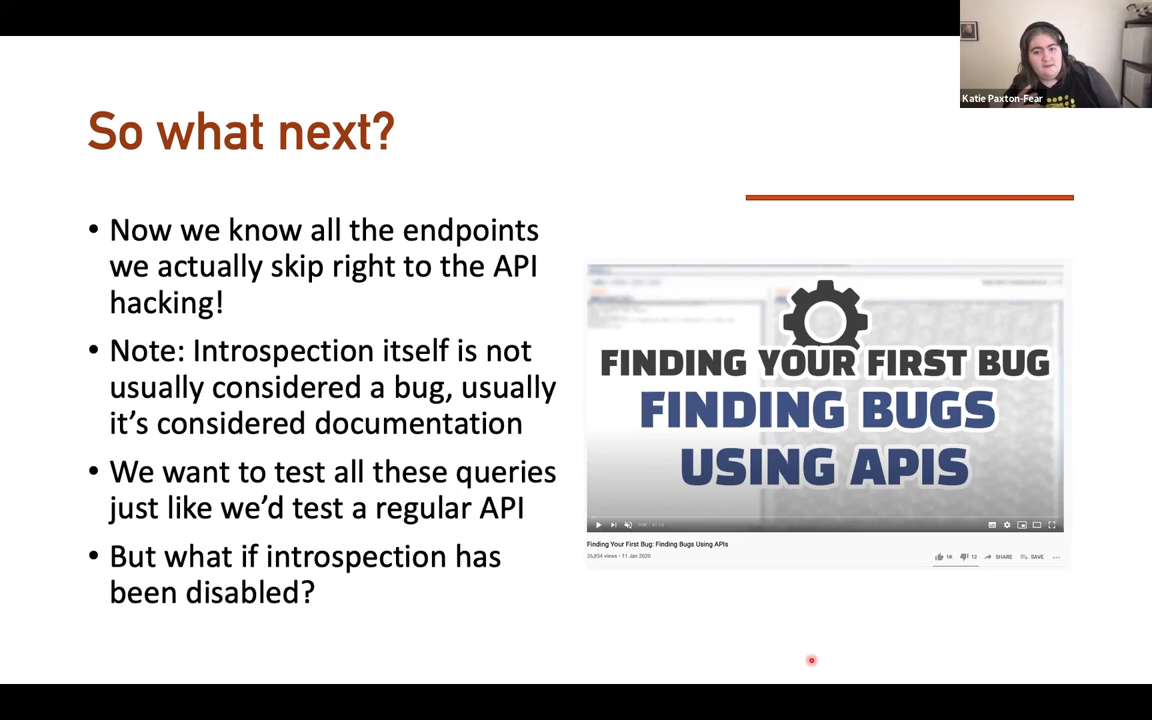 Katie Paxton-Fear
So what next?
• Now we know all the endpoints
we actually skip right to the API
hacking!
• Note: Introspection itself is not
usually considered a bug, usually
it's considered documentation
• We want to test all these queries
just like we'd test a regular API
• But what if introspection has
been disabled?
FINDING YOUR FIRST BUG
FINDING BUGS
USING APIS
Finding Your First Bug: Finding Bugs Using APIs
26,854 views • 11 Jan 2020
1K 12 SHARE SAVE